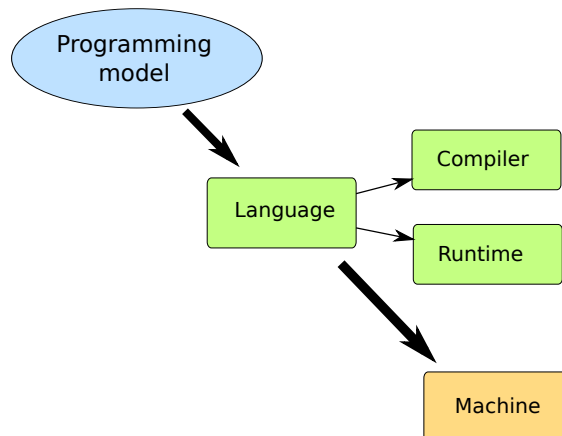 Programming
model
Compiler
Language
Runtime
Machine